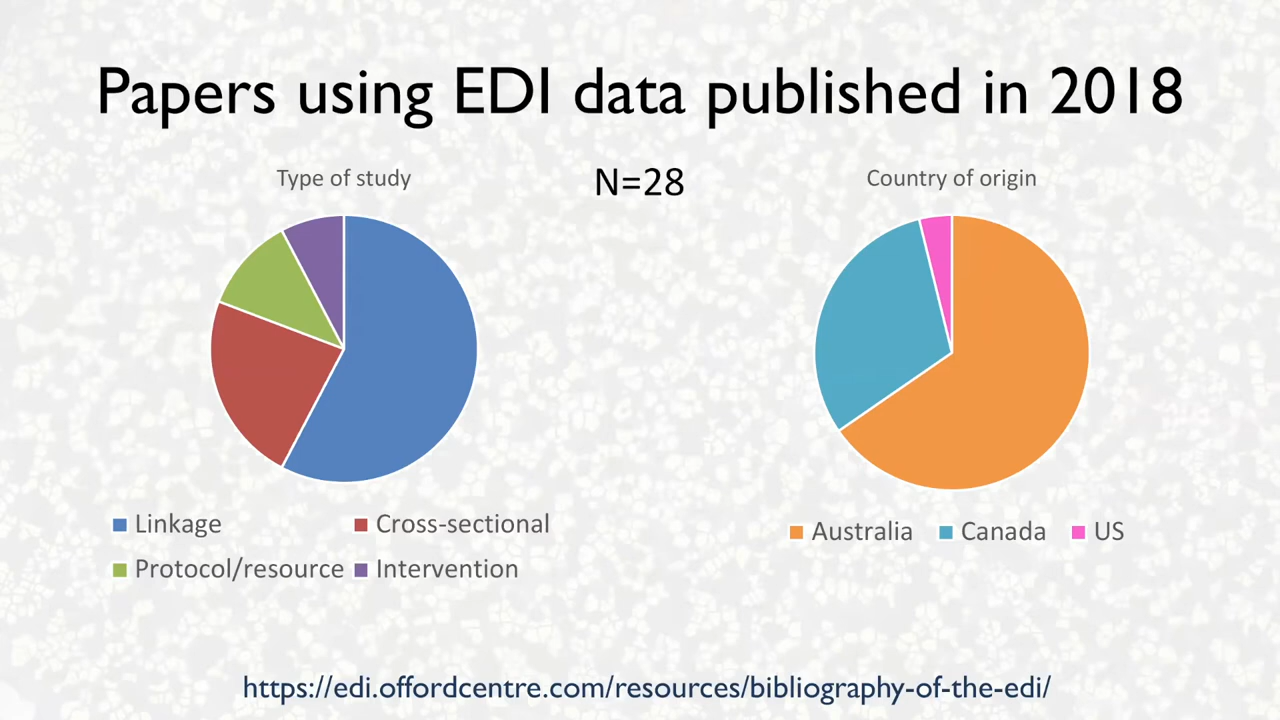 Papers using EDI data published in 2018
Type of study
N=28
Country of origin
Linkage
Cross-sectional
Protocol/resource
Intervention
Australia
Canada
US
https://edi.offordcentre.com/resources/bibliography-of-the-edi/